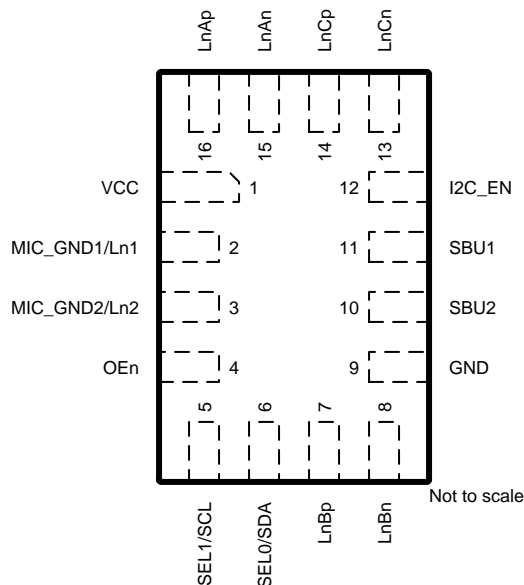 LnAp
LnAn
LnCp
LnCn
16
15
14
13
VCC
1
12
I2C_EN
MIC_GND1/Ln1
2
11
SBU1
MIC_GND2/Ln2
3
10
SBU2
OEn
4
9
GND
5
6
7
8
SEL1/SCL
SEL0/SDA
LnBp
LnBn
Not to scale